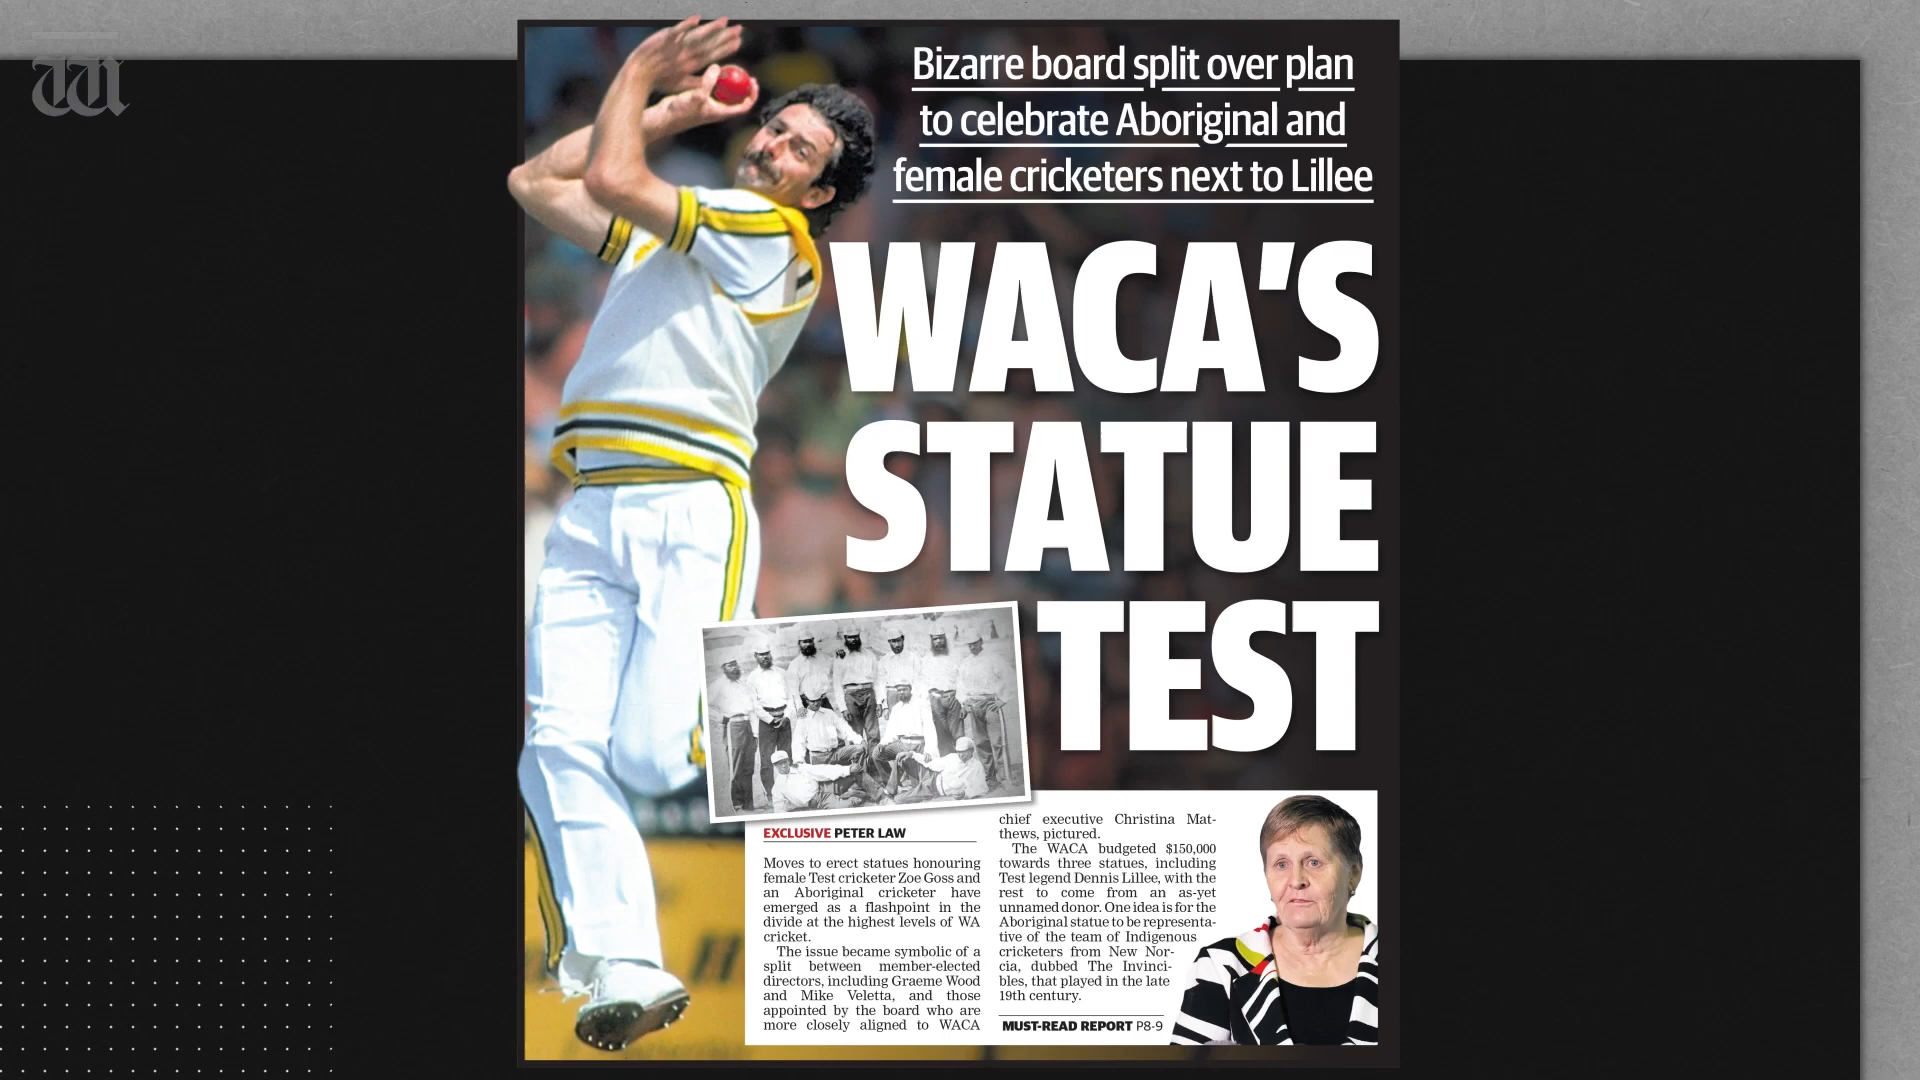 W
Bizarre board split over plan
to celebrate Aboriginal and
female cricketers next to Lillee
WACA'S
STATUE
TEST
EXCLUSIVE PETER LAW
Moves to erect statues honouring
female Test cricketer Zoe Goss and
an Aboriginal cricketer have
emerged as a flashpoint in the
divide at the highest levels of WA
cricket.
The issue became symbolic of a
split between member-elected
directors, including Graeme Wood
and Mike Veletta, and those
appointed by the board who are
more closely aligned to WACA
chief executive Christina Mat-
thews, pictured.
The WACA budgeted $150,000
towards three statues, including
Test legend Dennis Lillee, with the
rest to come from an as-yet
unnamed donor. One idea is for the
Aboriginal statue to be representa-
tive of the team of Indigenous
cricketers from New Nor-
cia, dubbed The Invinci-
bles, that played in the late
19th century.
MUST-READ REPORT P8-9